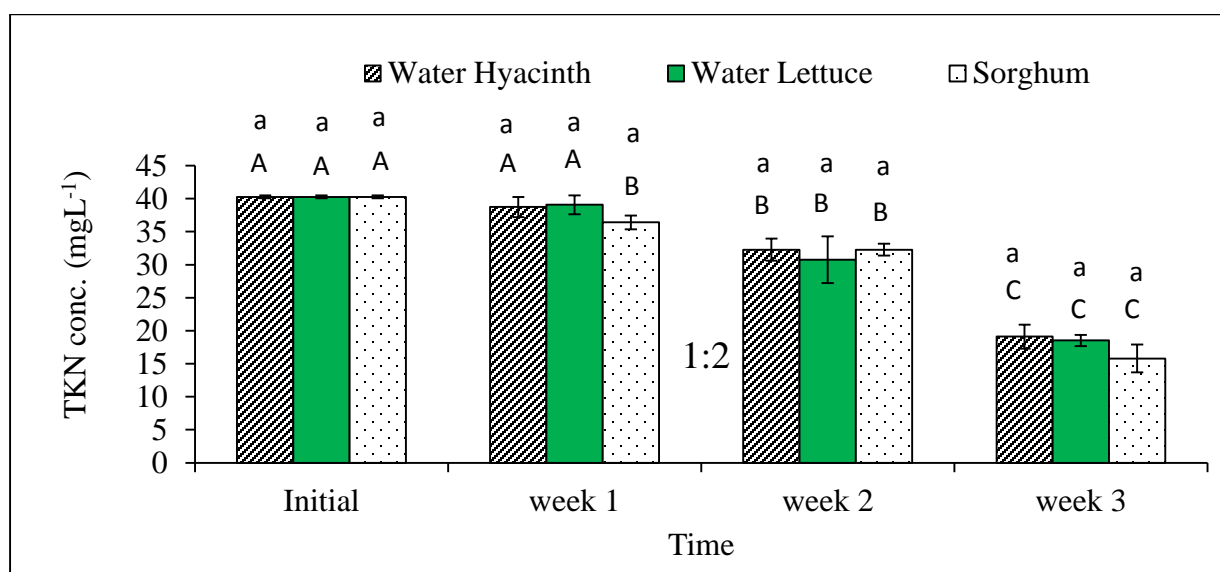 Water Hyacinth Water Lettuce Sorghum
a a a a a a a a a a a a
A A A A A B B B B C C C
TKN conc. (mgL-1)
45
40
35
30
25
20
15
10
5
0
1:2
Initial week 1 week 2 week 3
Time